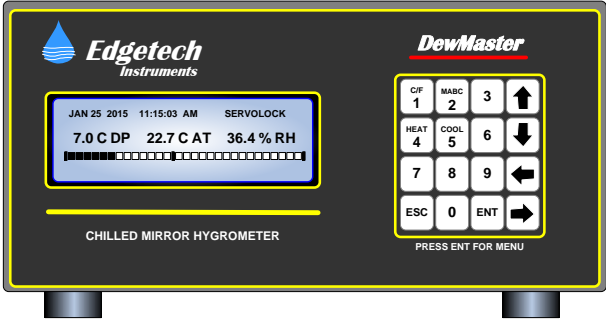 Edgetech
Instruments
DewMaster
JAN 25 2015 11:15:03 AM SERVOLOCK
7.0 C DP 22.7 C AT 36.4 % RH
CHILLED MIRROR HYGROMETER
C/F MABC
1 2 3
HEAT COOL
4 5 6
7 8 9
ESC 0 ENT
PRESS ENT FOR MENU